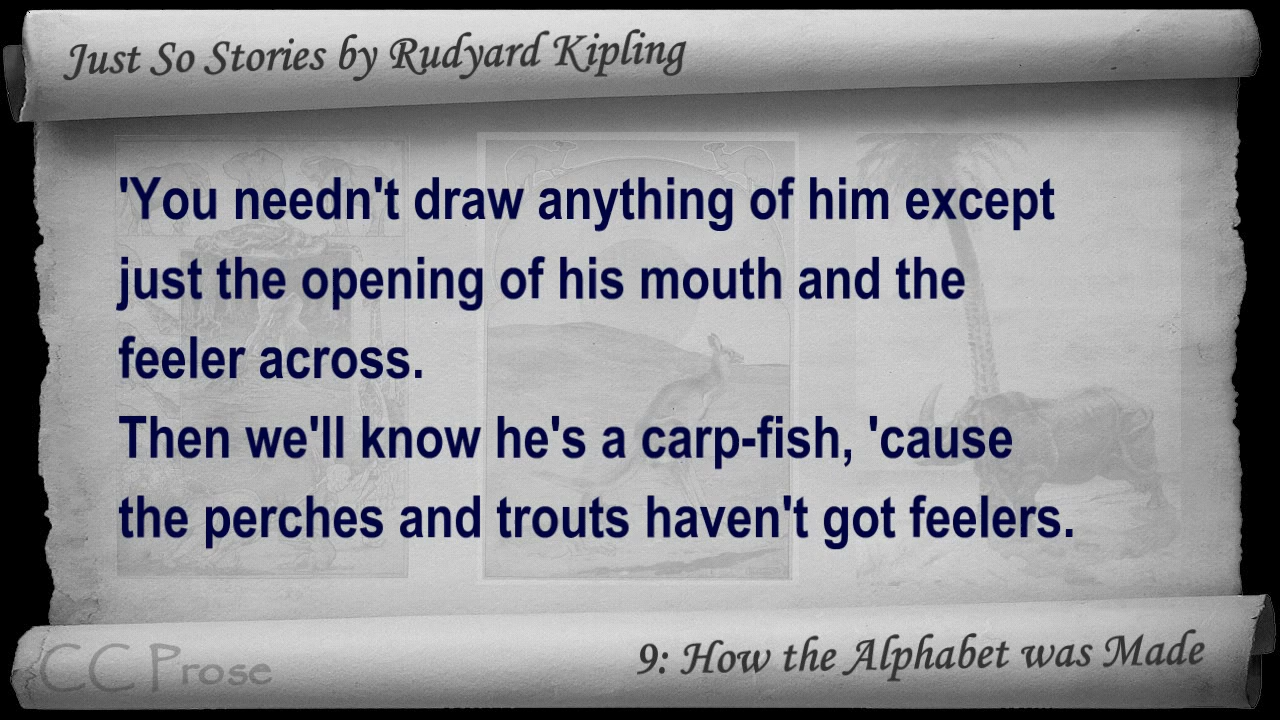 Just So Stories by Rudyard Kipling
'You needn't draw anything of him except
just the opening of his mouth and the
feeler across.
Then we'll know he's a carp-fish, 'cause
the perches and trouts haven't got feelers.
CC Prose
9: How the Alphabet was Made